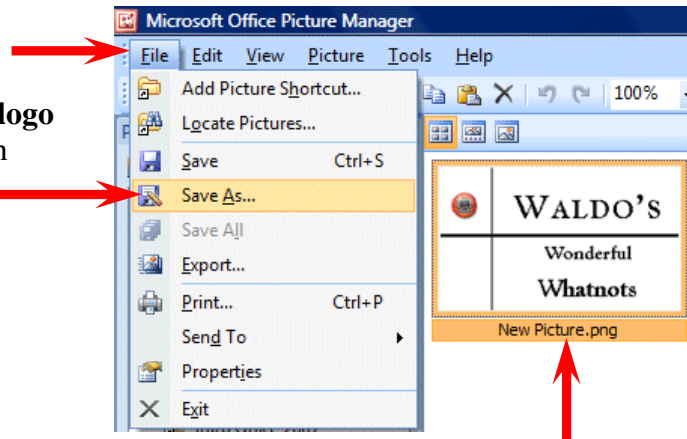 Microsoft Office Picture Manager
File Edit View Picture Tools Help
100%
logo
Add Picture Shortcut...
Locate Pictures...
Save Ctrl+S
Save As...
Save All
Export...
Print... Ctrl+P
Send To
Properties
Exit
WALDO'S
Wonderful
Whatnots
New Picture.png